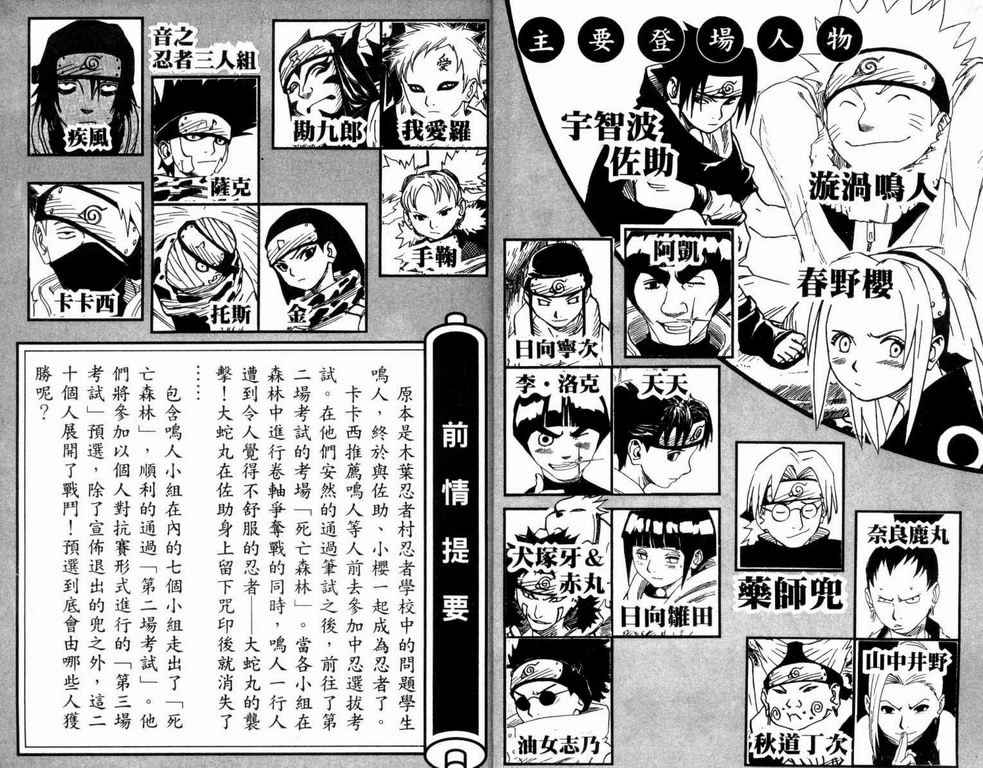 主要登場人物
宇智波
佐助
漩渦鳴人
春野櫻
阿凱
日向寧次
李·洛克
天天
犬塚牙&
赤丸
日向雛田
油女志乃
藥師兜
奈良鹿丸
山中井野
秋道丁次
音之
忍者三人組
疾風
薩克
勘九郎
我愛羅
手鞠
卡卡西
托斯
金
前情提要
原本是木葉忍者村忍者學校中的問題學生
鳴人，終於與佐助、小櫻一起成為忍者了。
卡卡西推薦鳴人等人前去參加中忍選拔考
試。在他們安然的通過筆試之後，前往了第
二場考試的考場「死亡森林」。當各小組在
森林中進行卷軸爭奪戰的同時，鳴人一行人
遭到令人覺得不舒服的忍者——大蛇丸的襲
擊！大蛇丸在佐助身上留下咒印後就消失了
⋯⋯
包含鳴人小組在內的七個小組走出了「死
亡森林」，順利的通過「第二場考試」。他
們將參加以個人對抗賽形式進行的「第三場
考試」預選，除了宣佈退出的兜之外，這二
十個人展開了戰鬥！預選到底會由哪些人獲
勝呢？